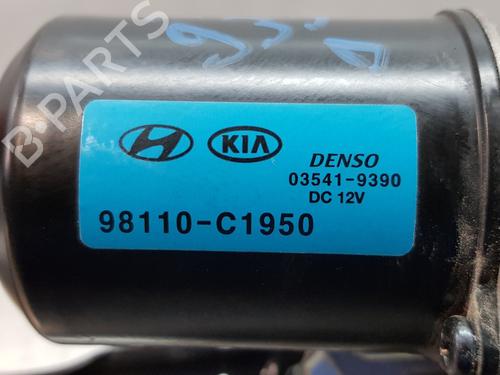 B-PARTS
KIA
DENSO
03541-9390
DC 12V
98110-C1950